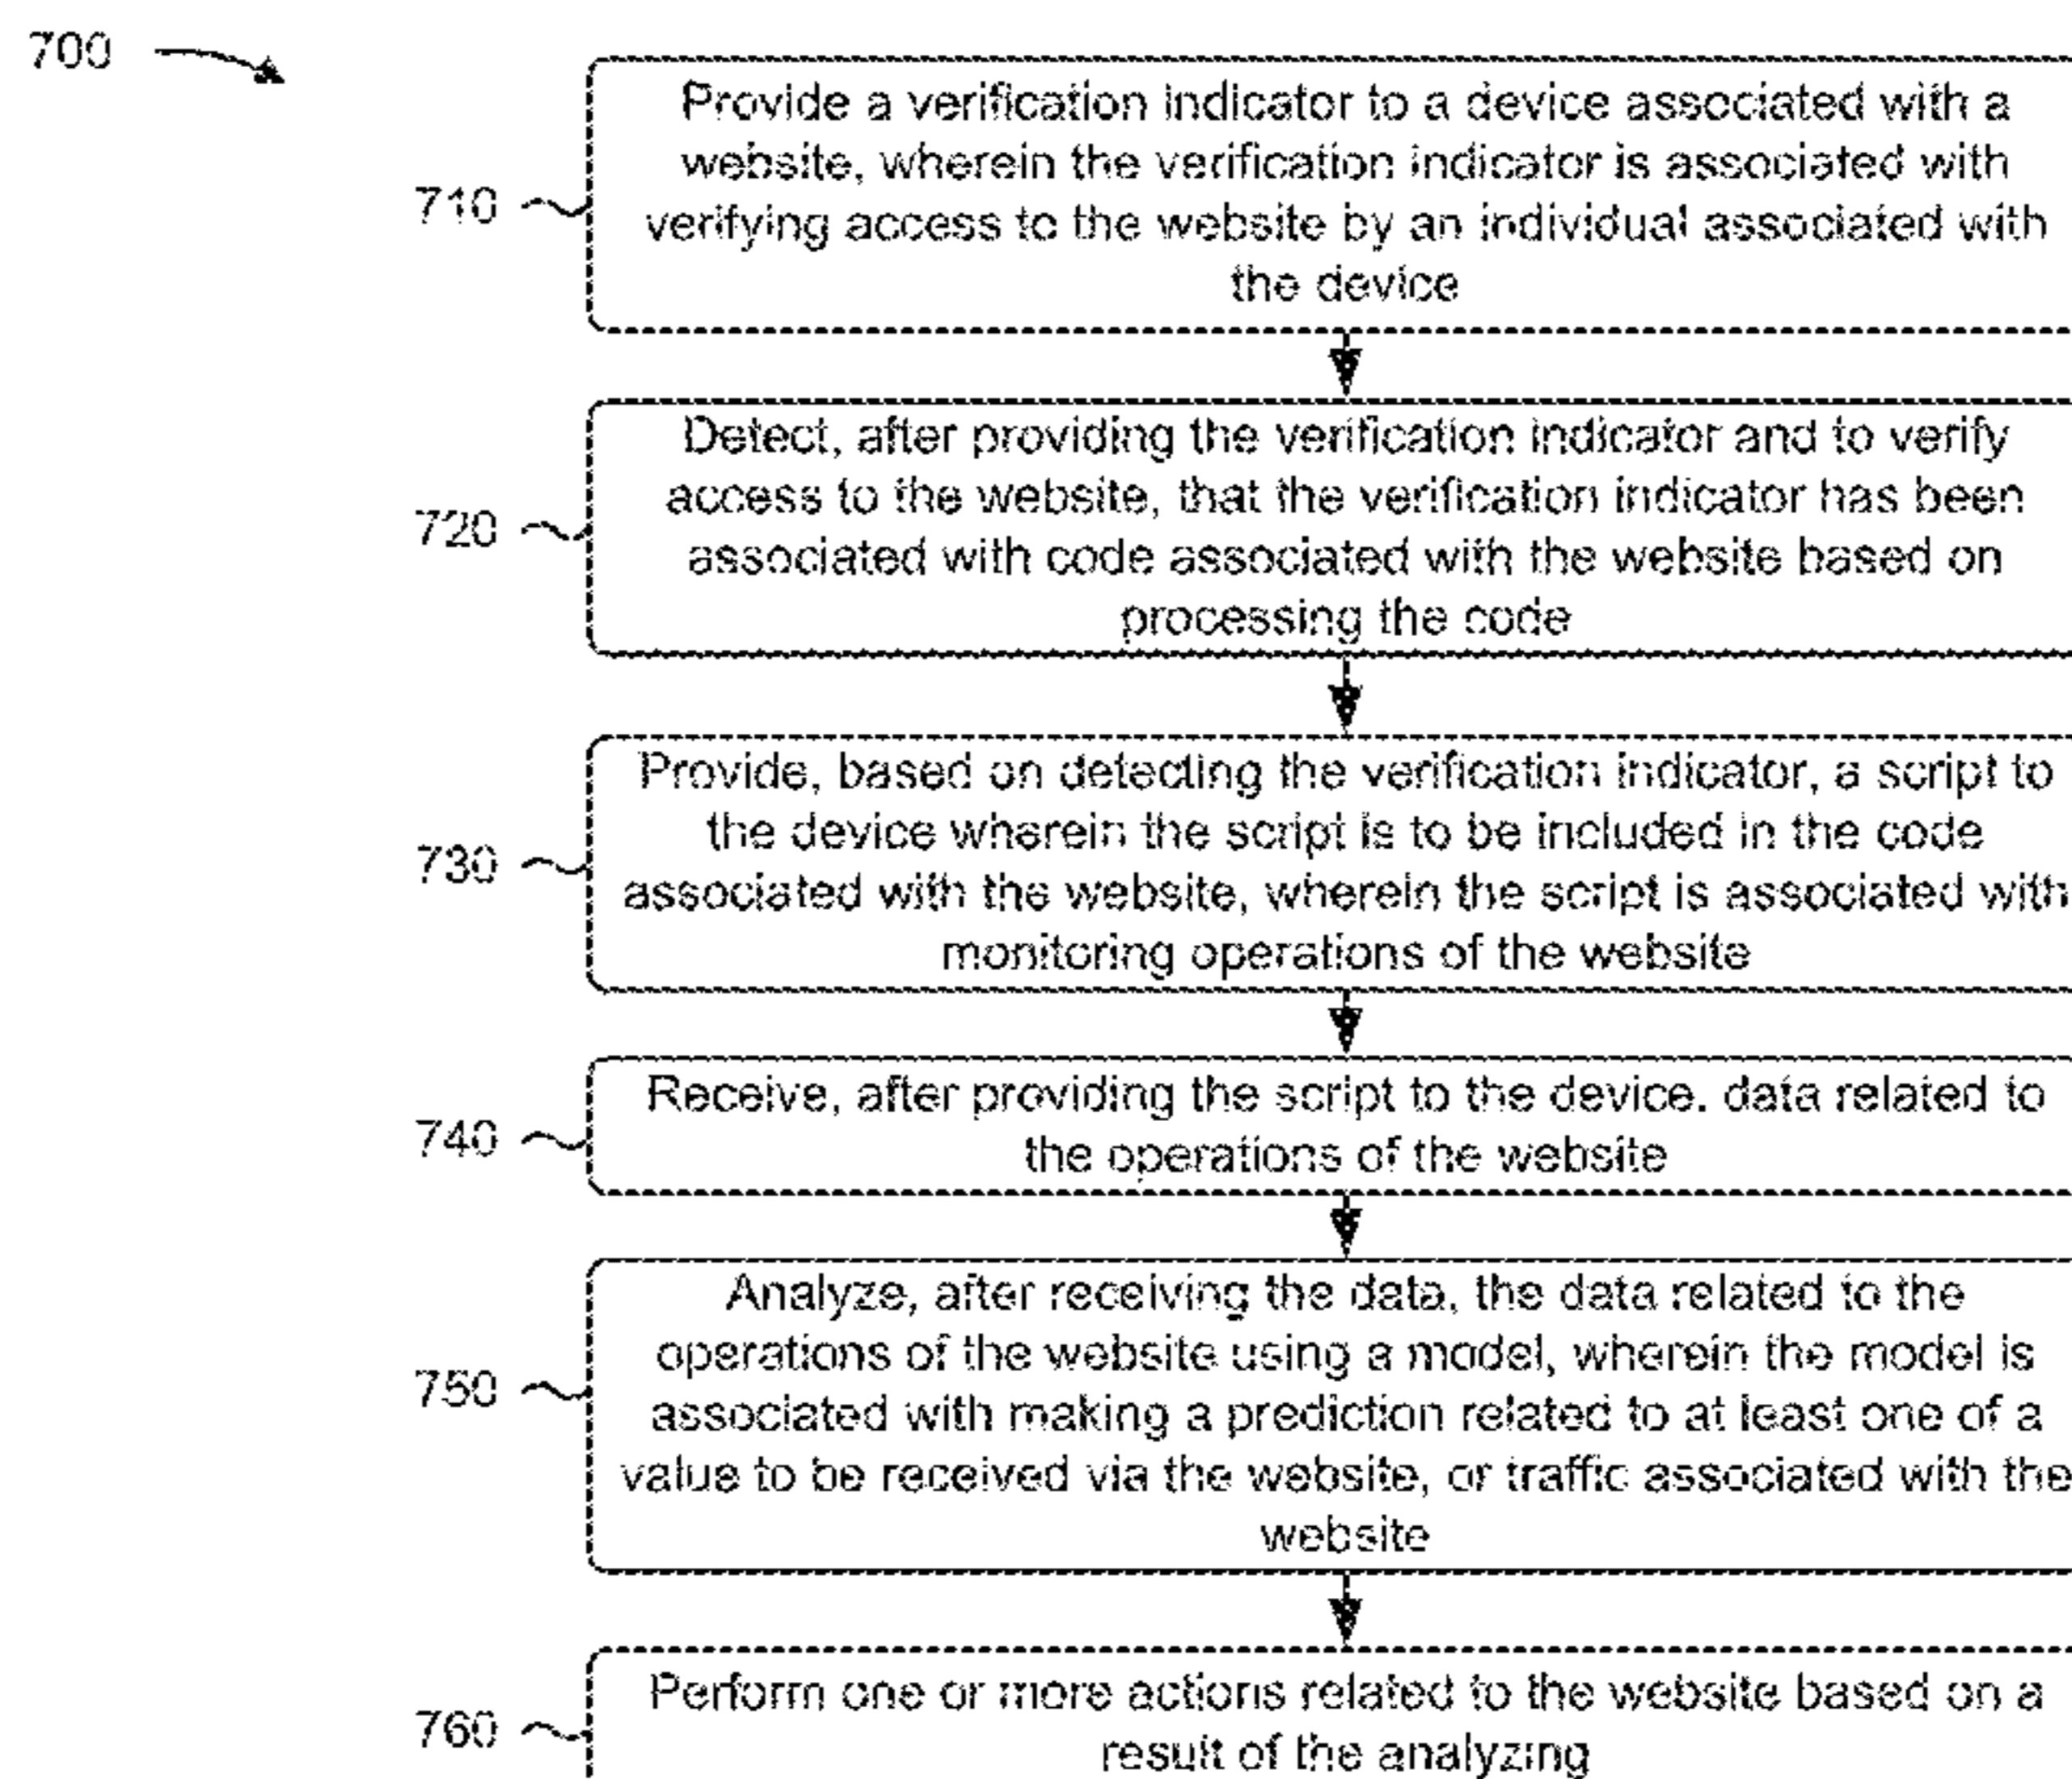 700
Provide a verification indicator to a device associated with a
website, wherein the verification indicator is associated with
verifying access to the website by an individual associated with
the device
710
Detect, after providing the verification indicator and to verify
access to the website, that the verification indicator has been
associated with code associated with the website based on
processing the code
720
Provide, based on detecting the verification indicator, a script to
the device wherein the script is to be included in the code
associated with the website, wherein the script is associated with
monitoring operations of the website
730
Receive, after providing the script to the device, data related to
the operations of the website
740
Analyze, after receiving the data, the data related to the
operations of the website using a model, wherein the model is
associated with making a prediction related to at least one of a
value to be received via the website, or traffic associated with the
website
750
Perform one or more actions related to the website based on a
result of the analyzing
760